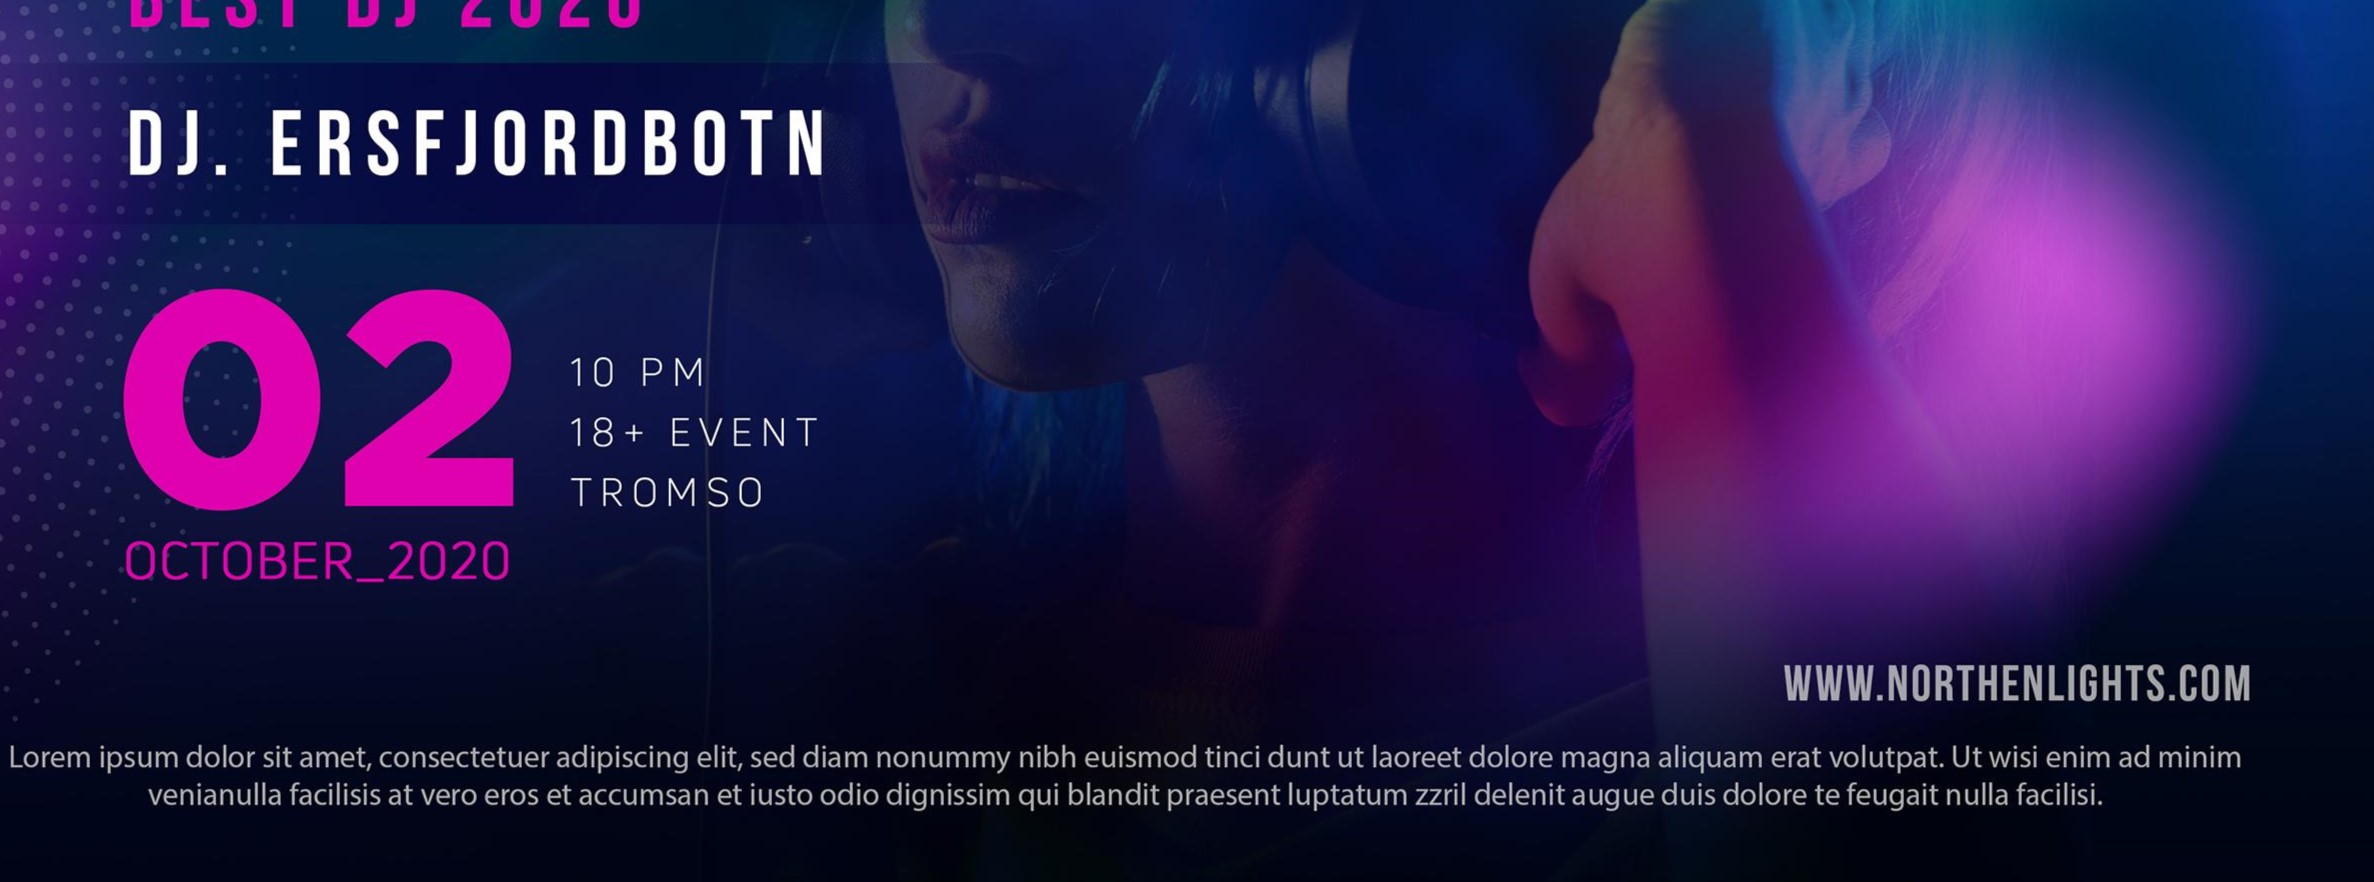 BEST DJ 2020
DJ. ERSFJORDBOTN
02
OCTOBER_2020
10 PM
18+ EVENT
TROMSO
WWW.NORTHENLIGHTS.COM
Lorem ipsum dolor sit amet, consectetuer adipiscing elit, sed diam nonummy nibh euismod tinci dunt ut laoreet dolore magna aliquam erat volutpat. Ut wisi enim ad minim
venianulla facilisis at vero eros et accumsan et iusto odio dignissim qui blandit praesent luptatum zzril delenit augue duis dolore te feugait nulla facilisi.